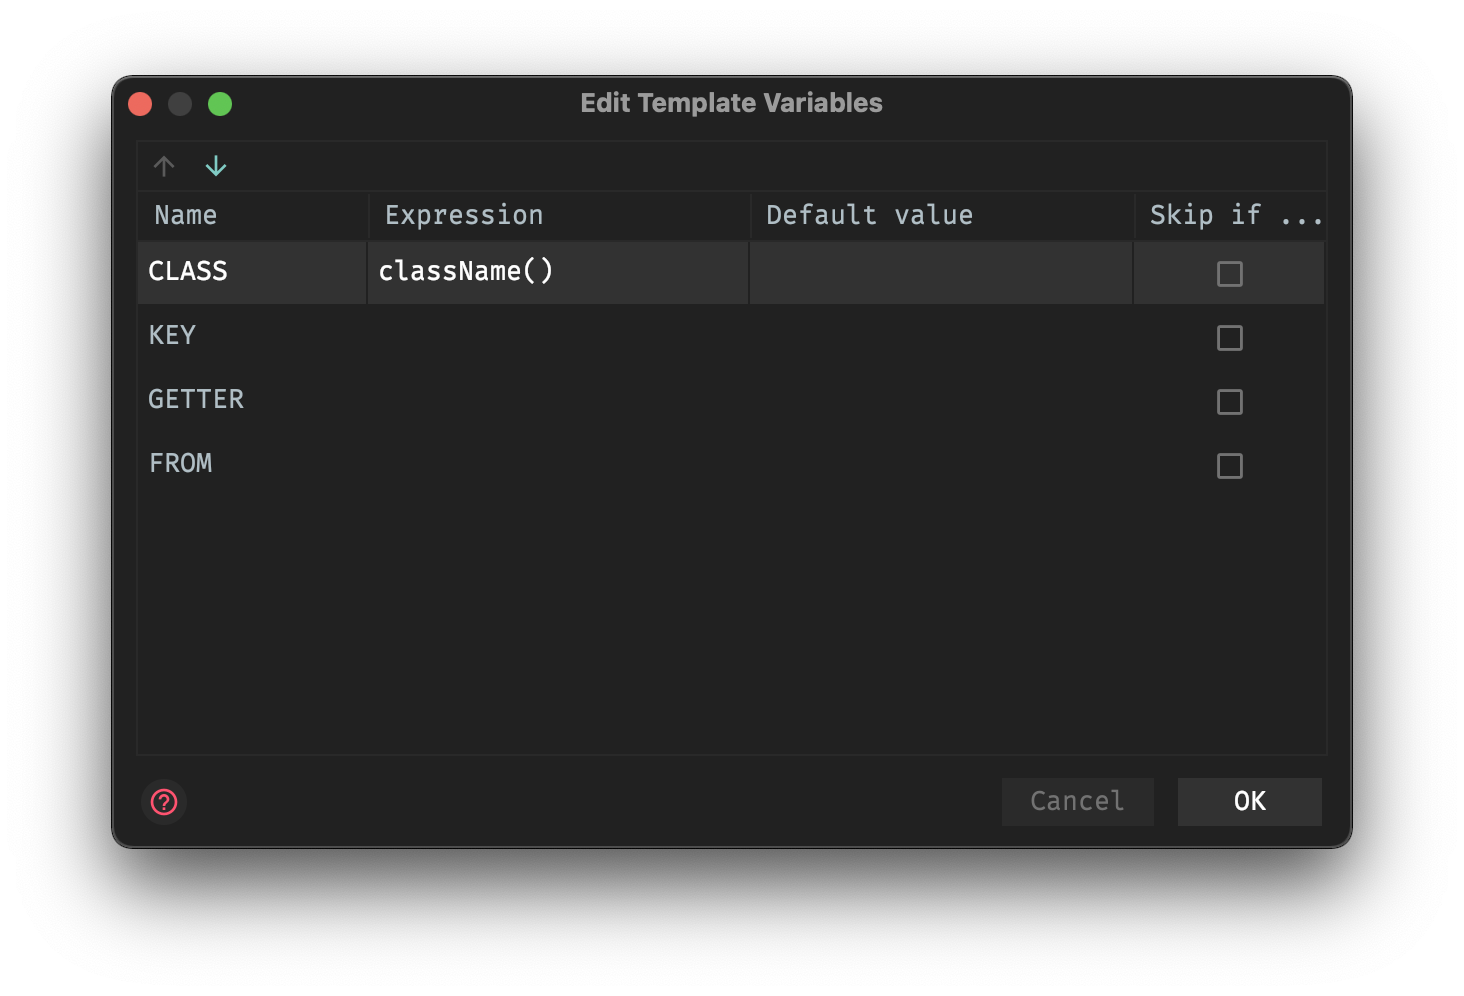 Edit Template Variables
Name Expression Default value Skip if ...
CLASS className()
KEY
GETTER
FROM
? Cancel OK